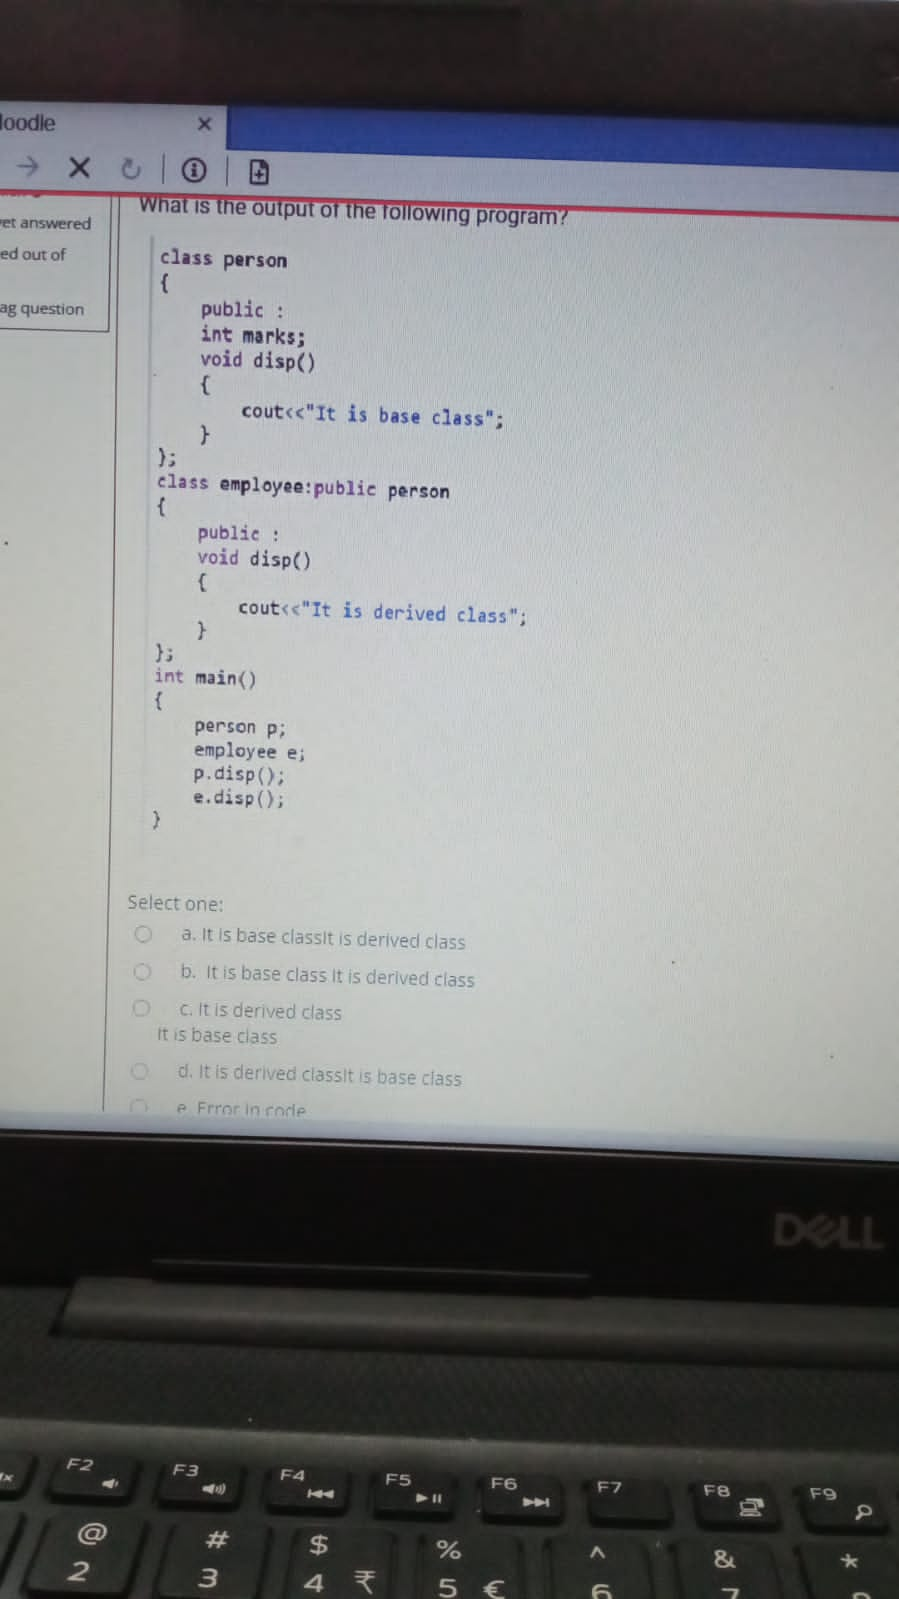 loodle
yet answered
ed out of
ag question
What is the output of the following program?
class person
{
public :
int marks;
void disp()
{
cout<<"It is base class";
}
};
class employee:public person
{
public :
void disp()
{
cout<<"It is derived class";
}
};
int main()
{
person p;
employee e;
p.disp();
e.disp();
}
Select one:
a. It is base classIt is derived class
b. It is base class It is derived class
c. It is derived class
It is base class
d. It is derived classIt is base class
e. Error in code
DELL
F2 F3 F4 F5 F6 F7 F8 F9
@ # $ % ^ & *
2 3 4 ₹ 5 € 6 7